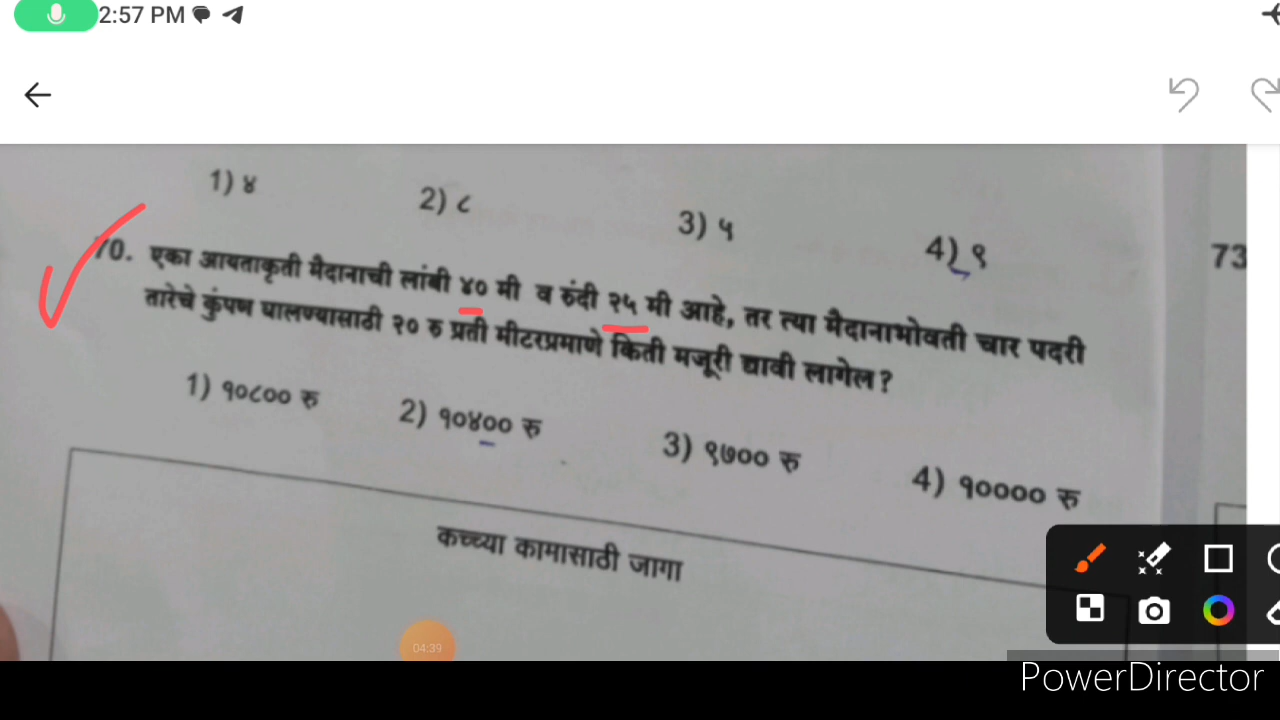 2:57 PM
1) ४ 2) ८ 3) ५ 4) ९
73
70. एका आयताकृती मैदानाची लांबी ४० मी व रुंदी २५ मी आहे, तर त्या मैदानाभोवती चार पदरी
तारेचे कुंपण घालण्यासाठी २० रु प्रती मीटरप्रमाणे किती मजूरी द्यावी लागेल?
1) १०८०० रु 2) १०४०० रु 3) ९७०० रु 4) १०००० रु
कच्च्या कामासाठी जागा
04:39
PowerDirector